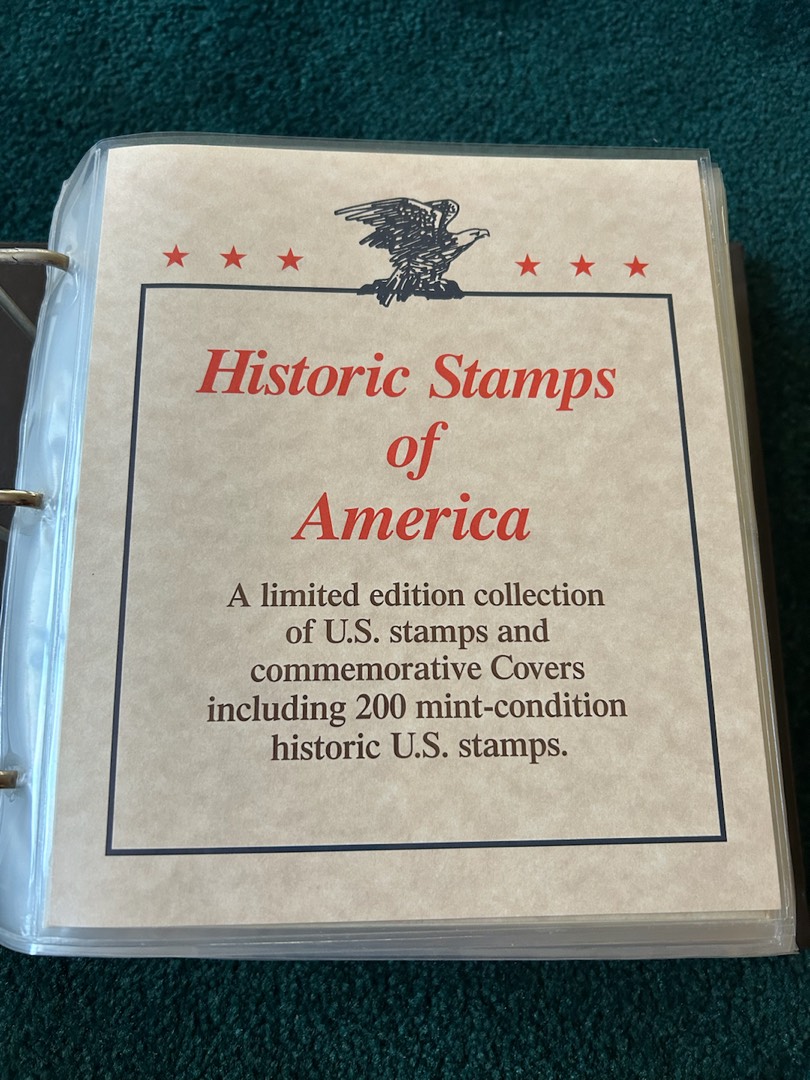 Historic Stamps
of
America
A limited edition collection
of U.S. stamps and
commemorative Covers
including 200 mint-condition
historic U.S. stamps.